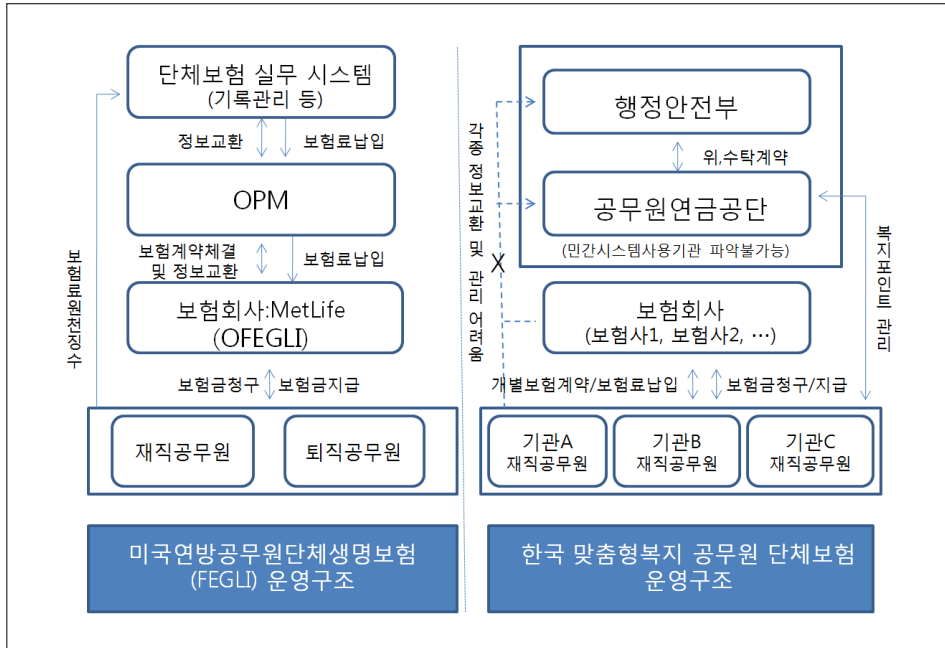 단체보험 실무 시스템
(기록관리 등)
정보교환
보험료납입
OPM
보험계약체결
및 정보교환
보험료납입
보험회사:MetLife
(OFEGLI)
보험금청구
보험금지급
보험료원천징수
재직공무원
퇴직공무원
미국연방공무원단체생명보험
(FEGLI) 운영구조
행정안전부
위,수탁계약
공무원연금공단
(민간시스템사용기관 파악불가능)
각종 정보교환 및 관리 어려움
X
복지포인트 관리
보험회사
(보험사1, 보험사2, …)
개별보험계약/보험료납입
보험금청구/지급
기관A
재직공무원
기관B
재직공무원
기관C
재직공무원
한국 맞춤형복지 공무원 단체보험
운영구조